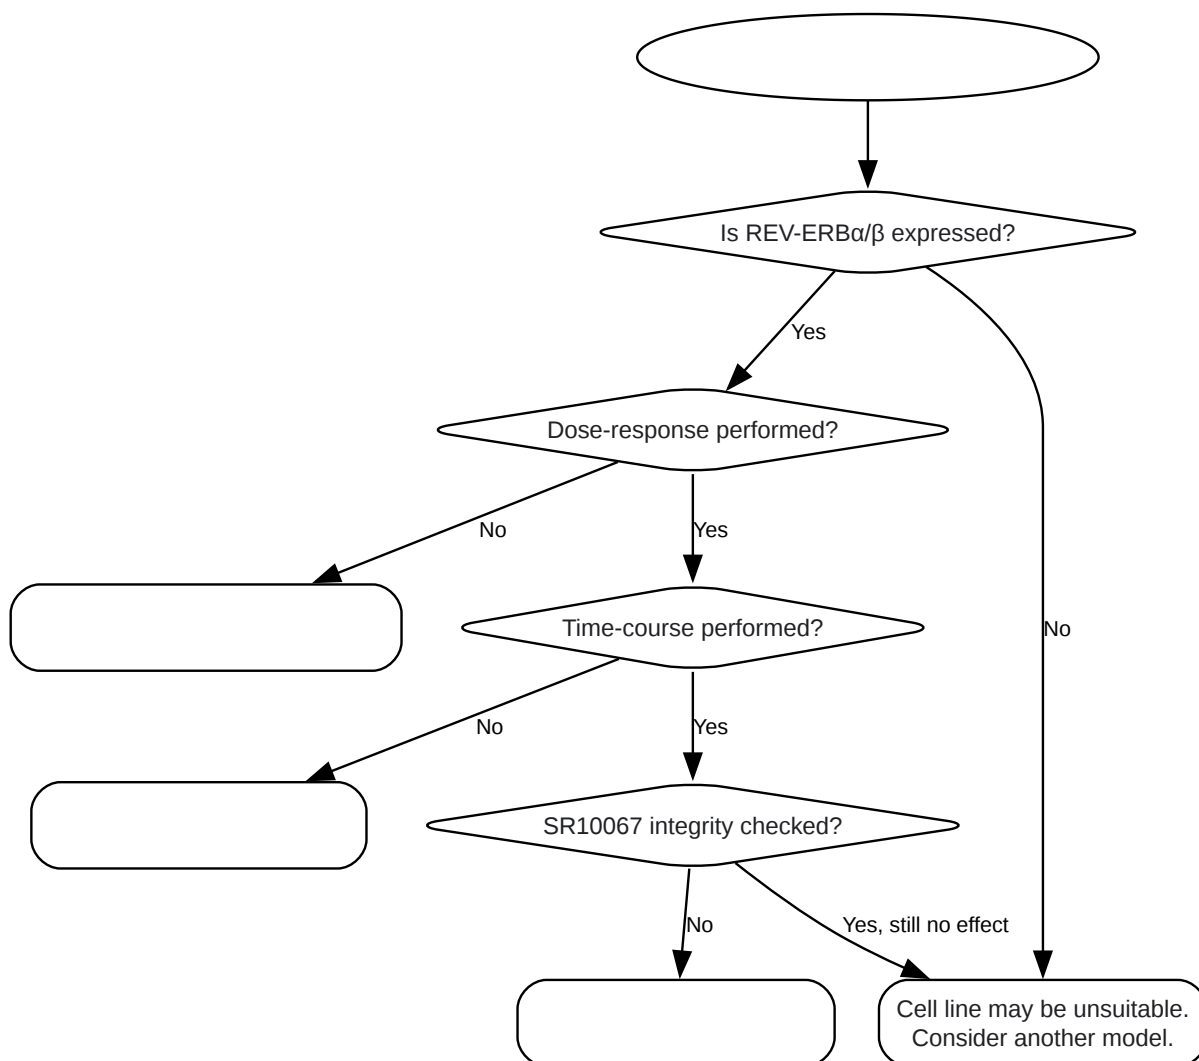 Is REV-ERBα/β expressed?
Yes
Dose-response performed?
No
Yes
Time-course performed?
No
No
Yes
SR10067 integrity checked?
No
Yes, still no effect
Cell line may be unsuitable.
Consider another model.